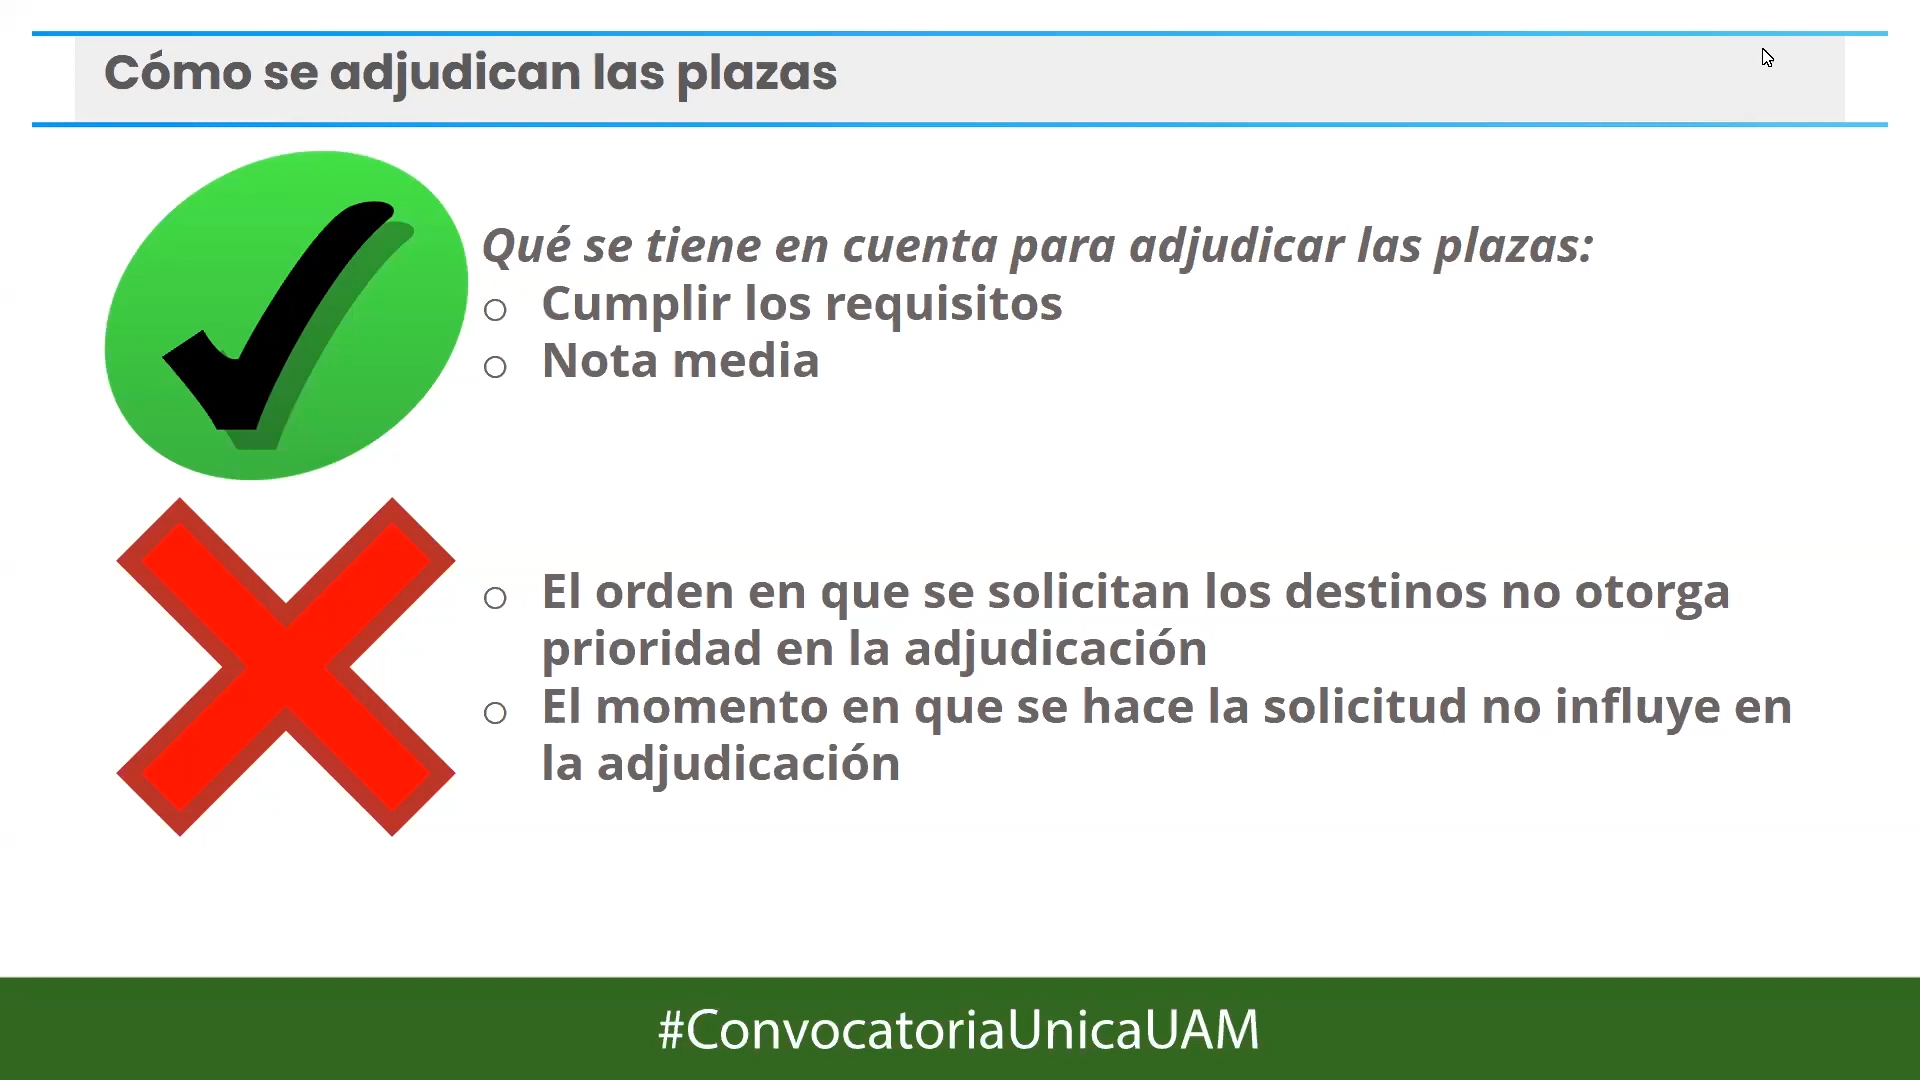 Cómo se adjudican las plazas
Qué se tiene en cuenta para adjudicar las plazas:
Cumplir los requisitos
Nota media
El orden en que se solicitan los destinos no otorga
prioridad en la adjudicación
El momento en que se hace la solicitud no influye en
la adjudicación
#ConvocatoriaUnicaUAM